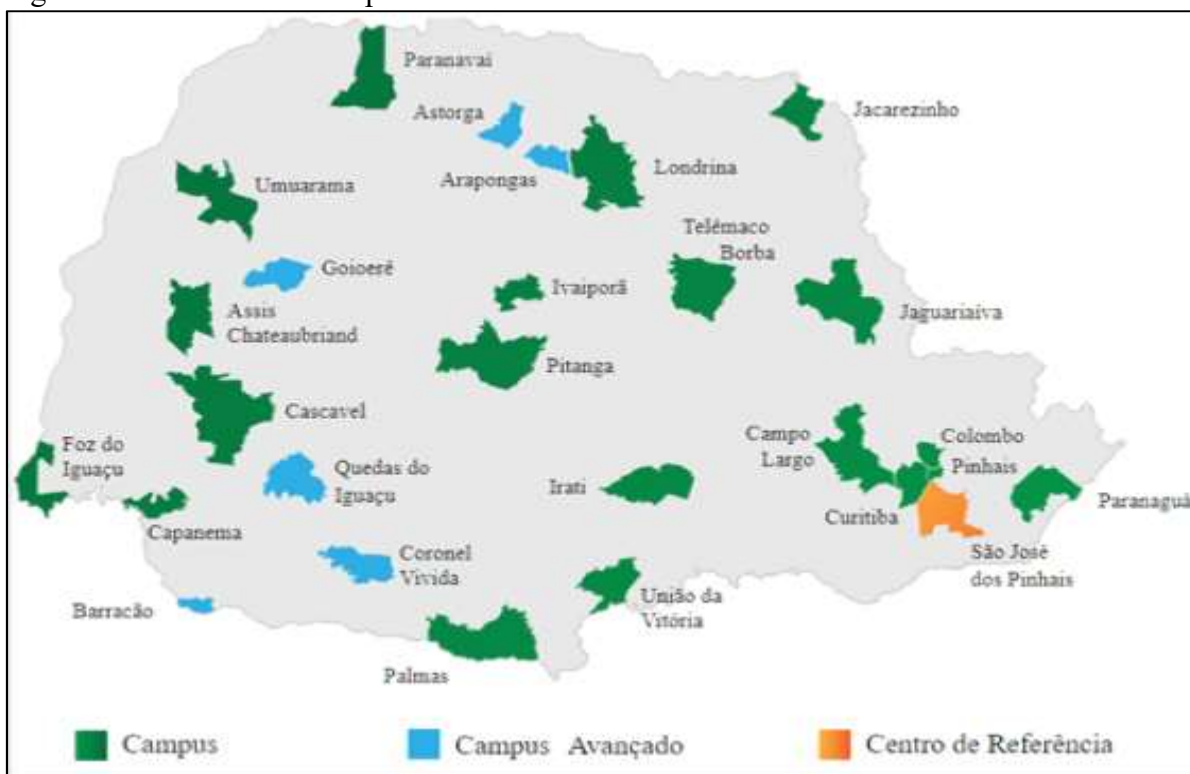 Paranavaí
Astorga
Jacarezinho
Arapongas
Londrina
Umuarama
Telêmaco
Borba
Goioerê
Ivaiporã
Assis
Chateaubriand
Jaguariaíva
Pitanga
Cascavel
Foz do
Iguaçu
Campo
Largo
Colombo
Pinhais
Quedas do
Iguaçu
Irati
Paranaguá
Curitiba
Capanema
São José
dos Pinhais
Coronel
Vivida
Barracão
União da
Vitória
Palmas
Campus
Campus Avançado
Centro de Referência